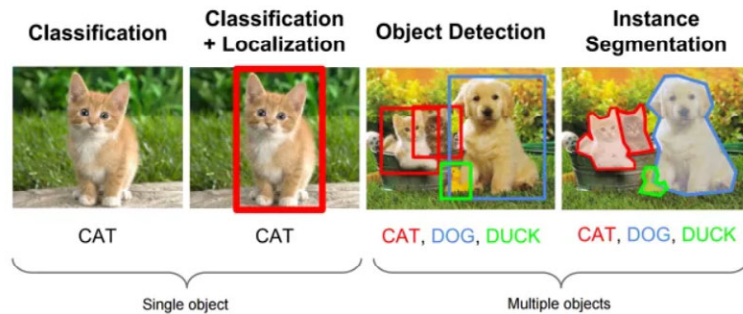 Classification
Classification
+ Localization
Object Detection
Instance
Segmentation
CAT
CAT
CAT, DOG, DUCK
CAT, DOG, DUCK
Single object
Multiple objects